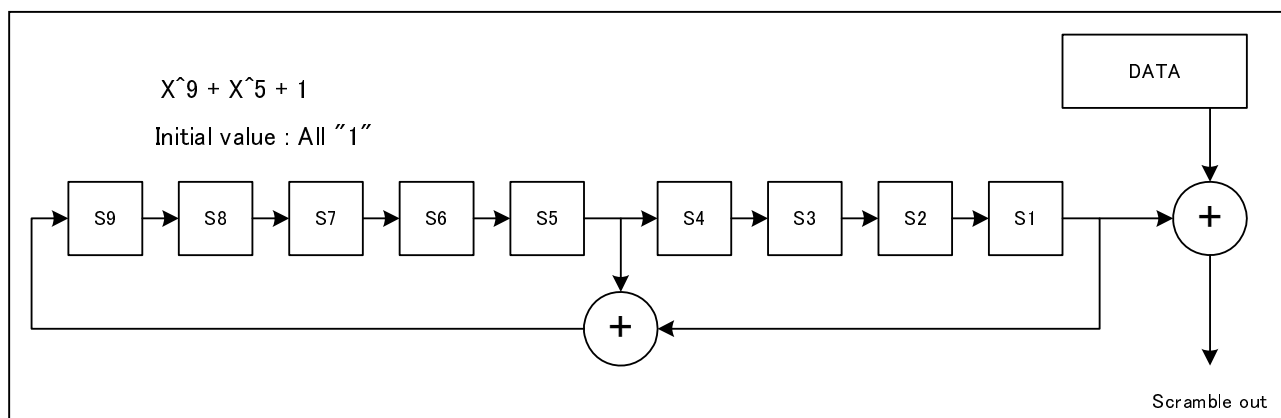 X^9 + X^5 + 1
Initial value : All "1"
DATA
S9
S8
S7
S6
S5
S4
S3
S2
S1
+
+
Scramble out